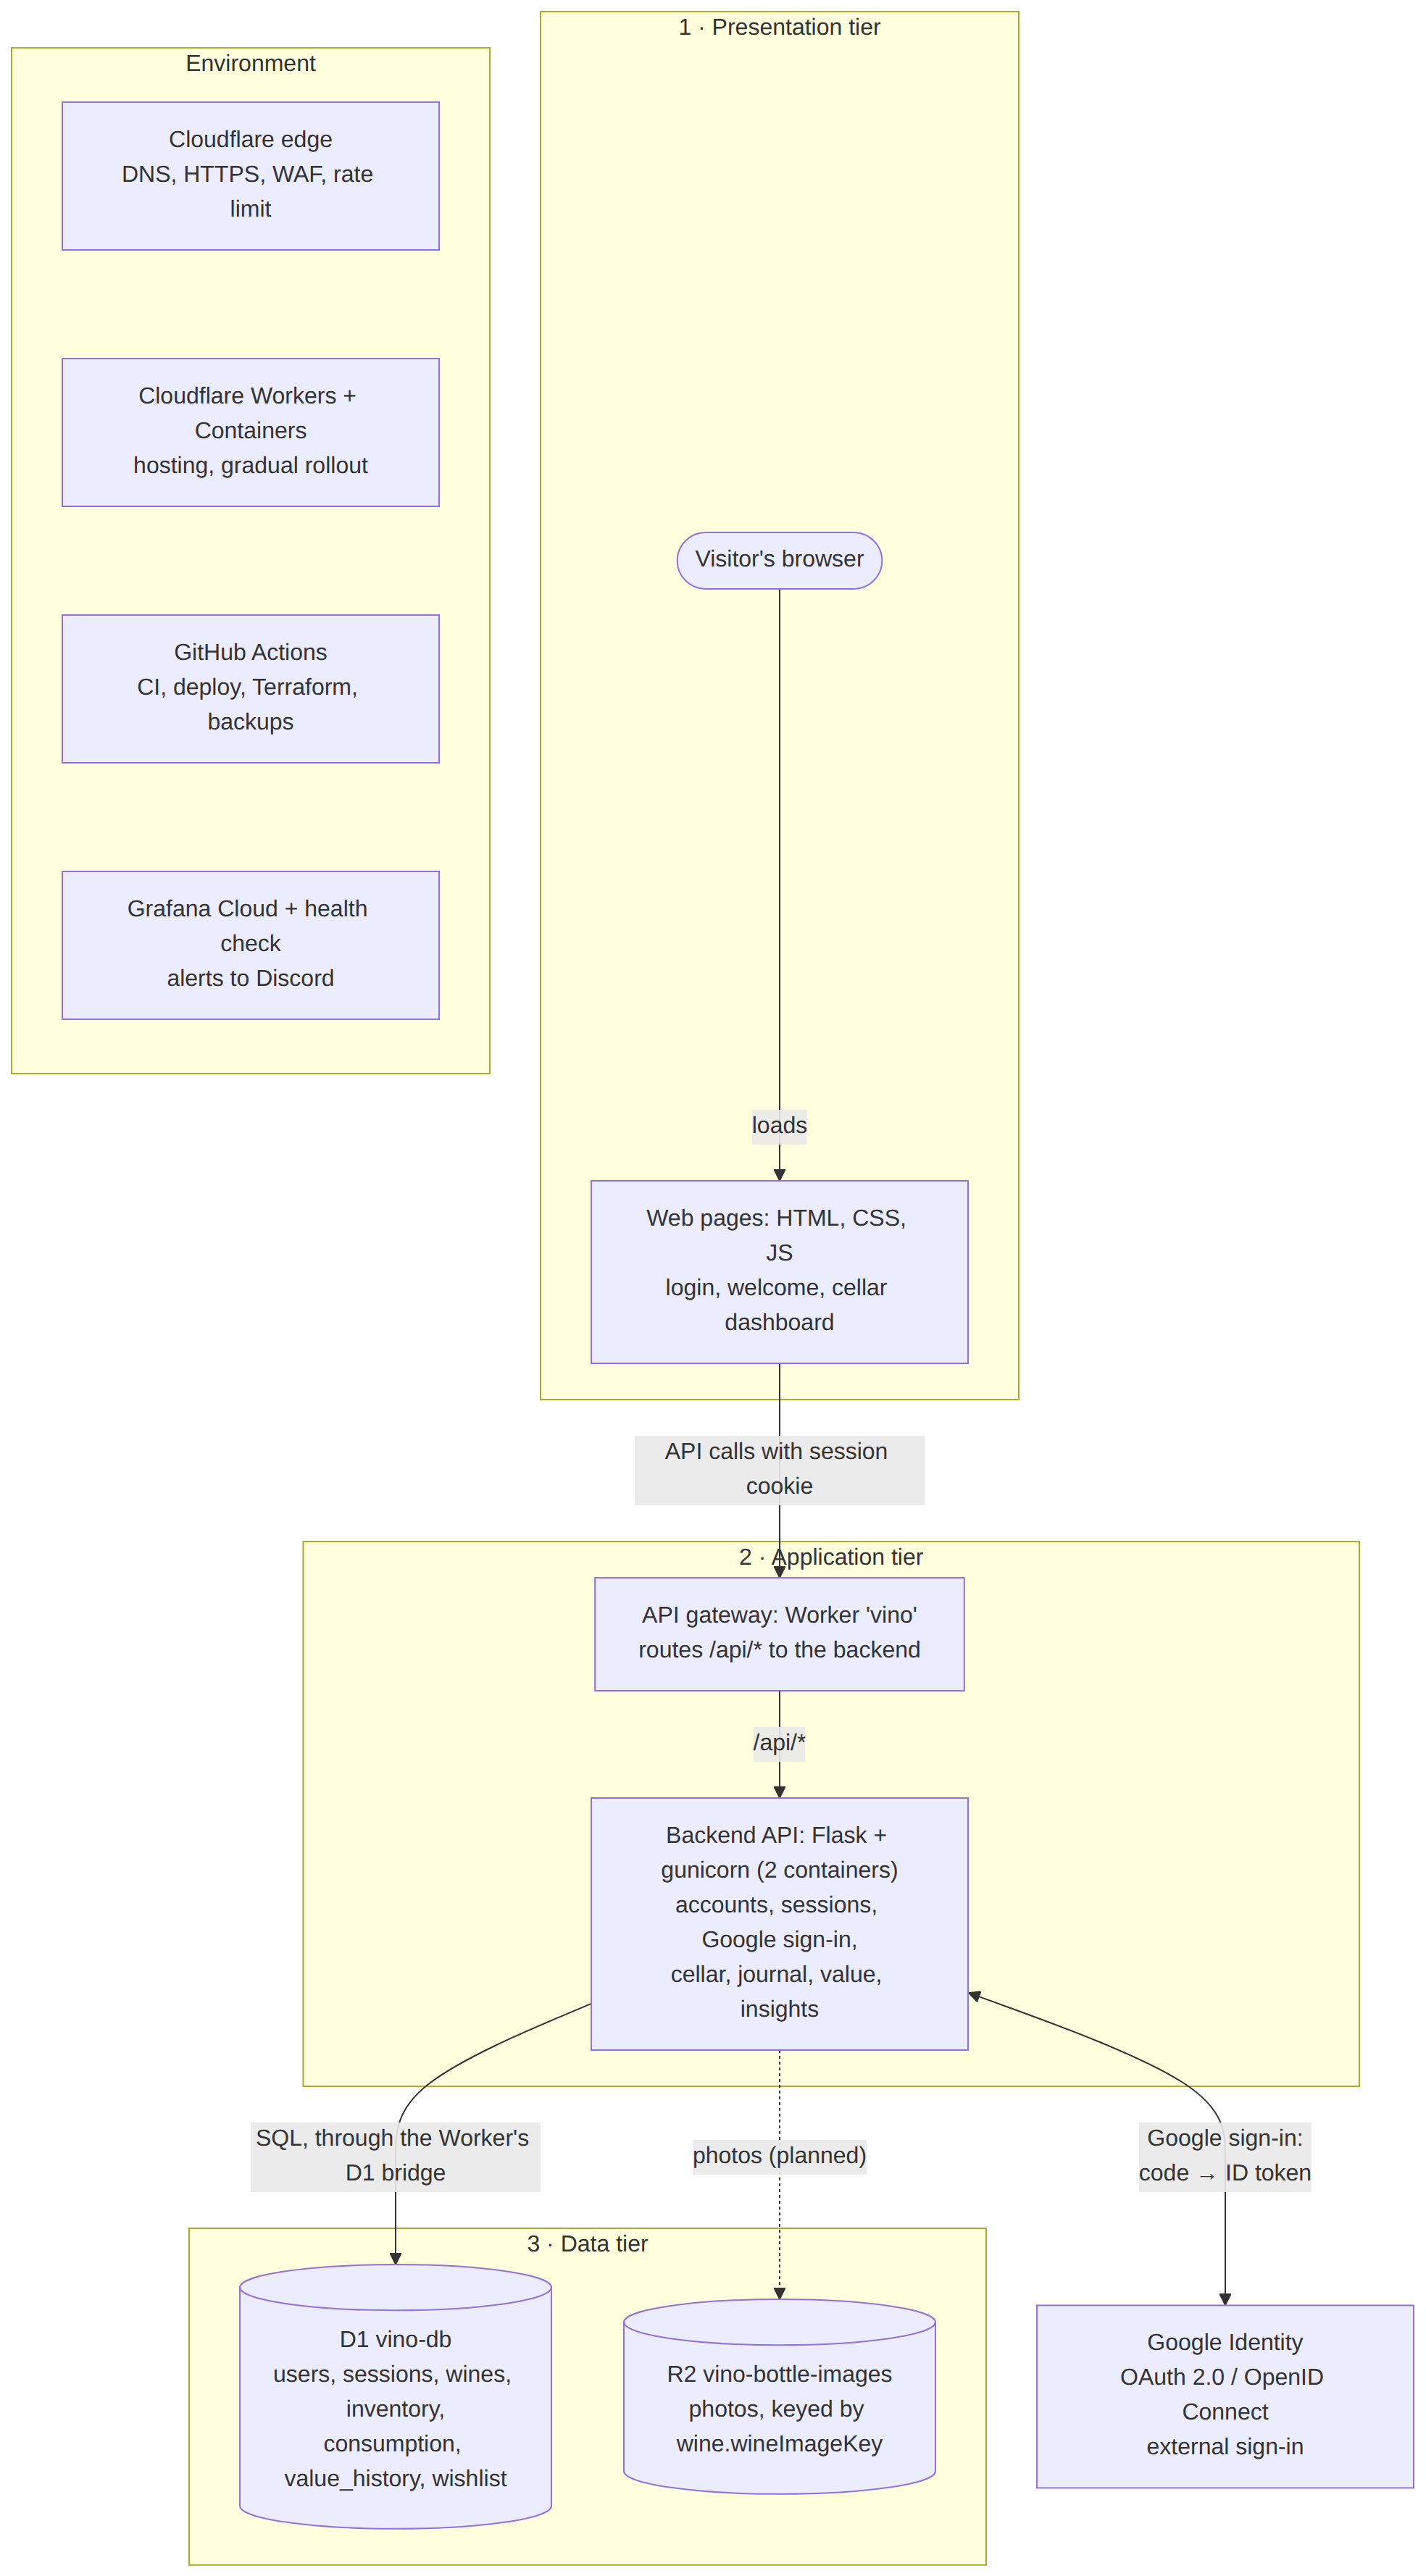 1 · Presentation tier
Environment
Cloudflare edge
DNS, HTTPS, WAF, rate
limit
Cloudflare Workers +
Containers
hosting, gradual rollout
GitHub Actions
CI, deploy, Terraform,
backups
Grafana Cloud + health
check
alerts to Discord
Visitor's browser
loads
Web pages: HTML, CSS,
JS
login, welcome, cellar
dashboard
API calls with session
cookie
2 · Application tier
API gateway: Worker 'vino'
routes /api/* to the backend
/api/*
Backend API: Flask +
gunicorn (2 containers)
accounts, sessions,
Google sign-in,
cellar, journal, value,
insights
SQL, through the Worker's
D1 bridge
photos (planned)
Google sign-in:
code → ID token
3 · Data tier
D1 vino-db
users, sessions, wines,
inventory,
consumption,
value_history, wishlist
R2 vino-bottle-images
photos, keyed by
wine.wineImageKey
Google Identity
OAuth 2.0 / OpenID
Connect
external sign-in